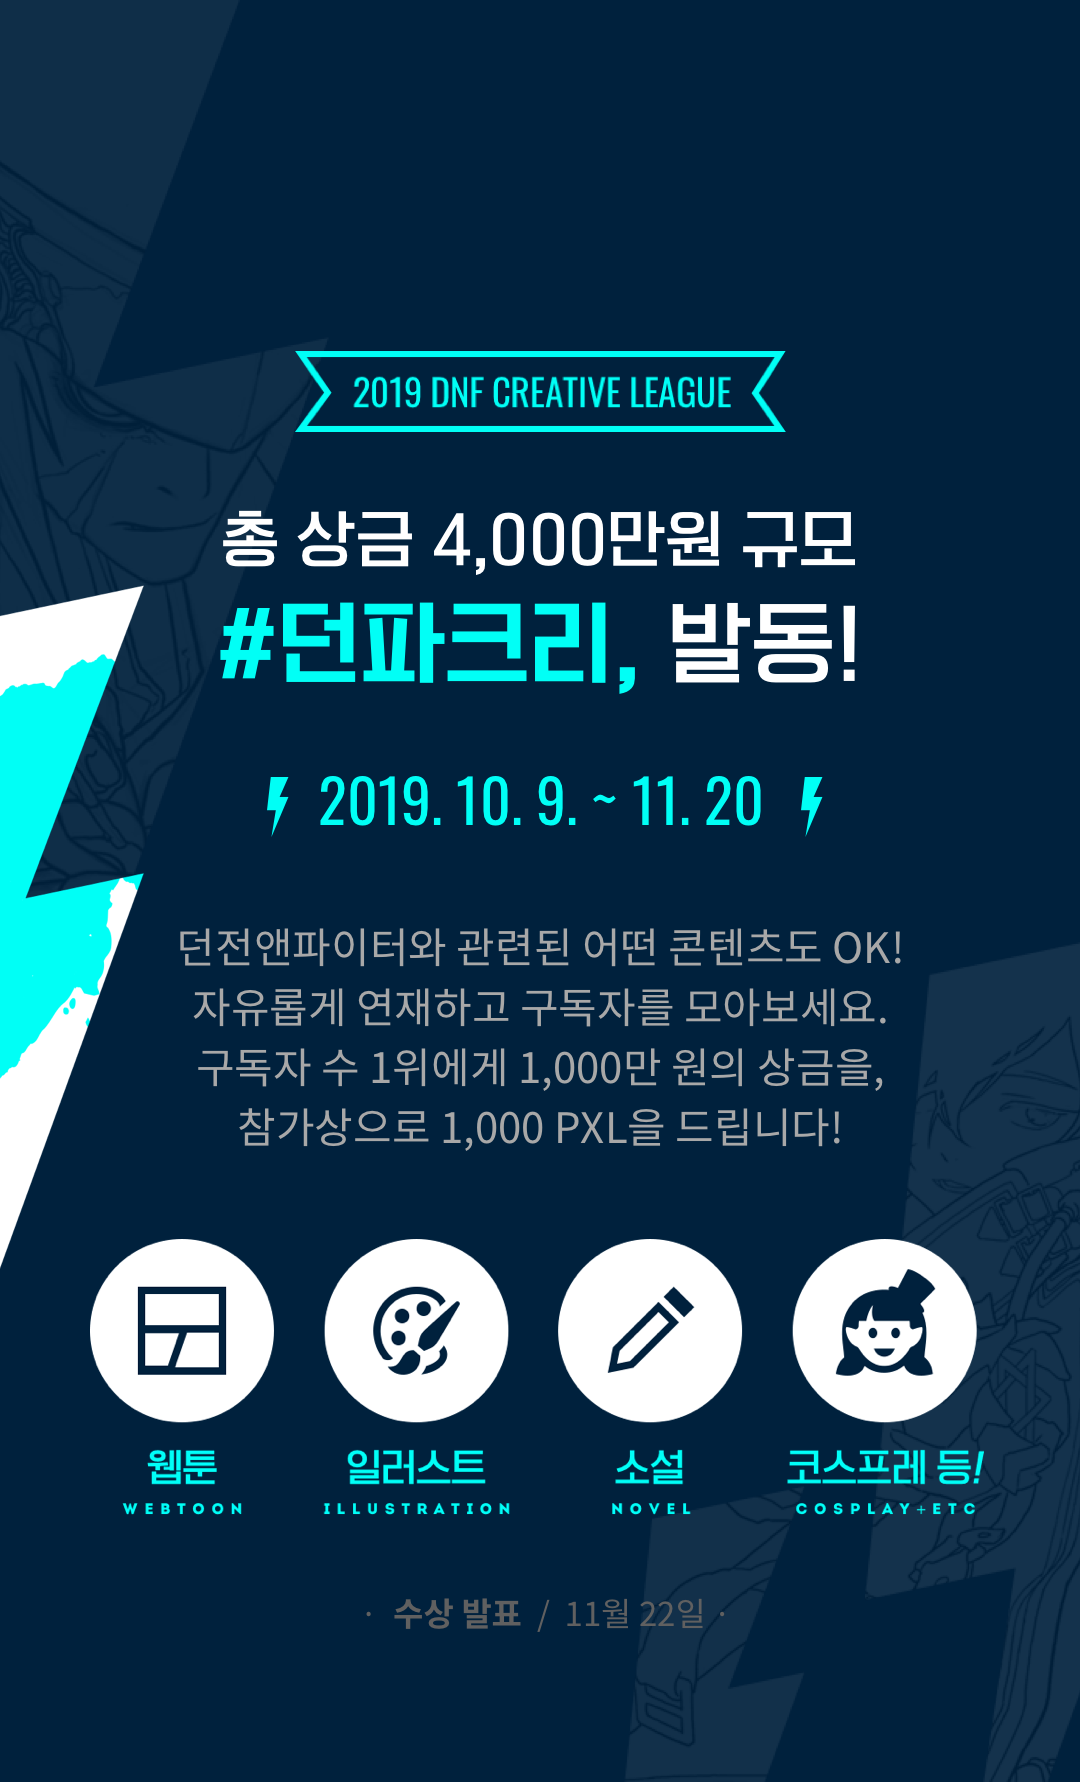 2019 DNF CREATIVE LEAGUE
총 상금 4,000만원 규모
#던파크리, 발동!
2019. 10. 9. ~ 11. 20
던전앤파이터와 관련된 어떤 콘텐츠도 OK!
자유롭게 연재하고 구독자를 모아보세요.
구독자 수 1위에게 1,000만 원의 상금을,
참가상으로 1,000 PXL을 드립니다!
웹툰
WEBTOON
일러스트
ILLUSTRATION
소설
NOVEL
코스프레 등!
COSPLAY+ETC
· 수상 발표 / 11월 22일 ·